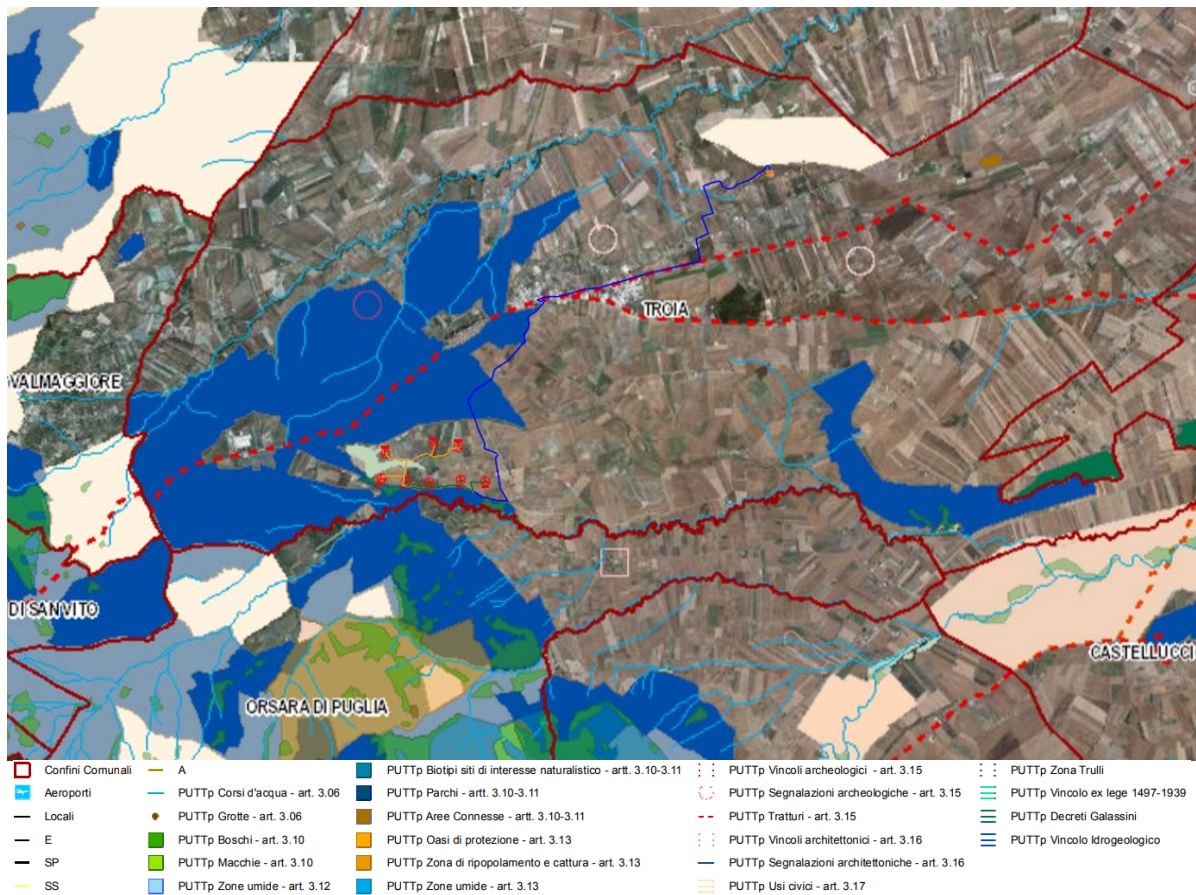 TROIA
OVALMAGGIORE
DI SAN VITO
ORSARA DI PUGLIA
CASTELLUCCI
Confini Comunali
Aeroporti
Locali
E
SP
SS
A
PUTTp Corsi d'acqua - art. 3.06
PUTTp Grotte - art. 3.06
PUTTp Boschi - art. 3.10
PUTTp Macchie - art. 3.10
PUTTp Zone umide - art. 3.12
PUTTp Biotipi siti di interesse naturalistico - artt. 3.10-3.11
PUTTp Parchi - art. 3.10-3.11
PUTTp Aree Connesse - artt. 3.10-3.11
PUTTp Oasi di protezione - art. 3.13
PUTTp Zona di ripopolamento e cattura - art. 3.13
PUTTp Zone umide - art. 3.13
PUTTp Vincoli archeologici - art. 3.15
PUTTp Segnalazioni archeologiche - art. 3.15
PUTTp Tratturi - art. 3.15
PUTTp Vincoli architettonici - art. 3.16
PUTTp Segnalazioni architettoniche - art. 3.16
PUTTp Usi civici - art. 3.17
PUTTp Zona Trulli
PUTTp Vincolo ex lege 1497-1939
PUTTp Decreti Galassini
PUTTp Vincolo Idrogeologico